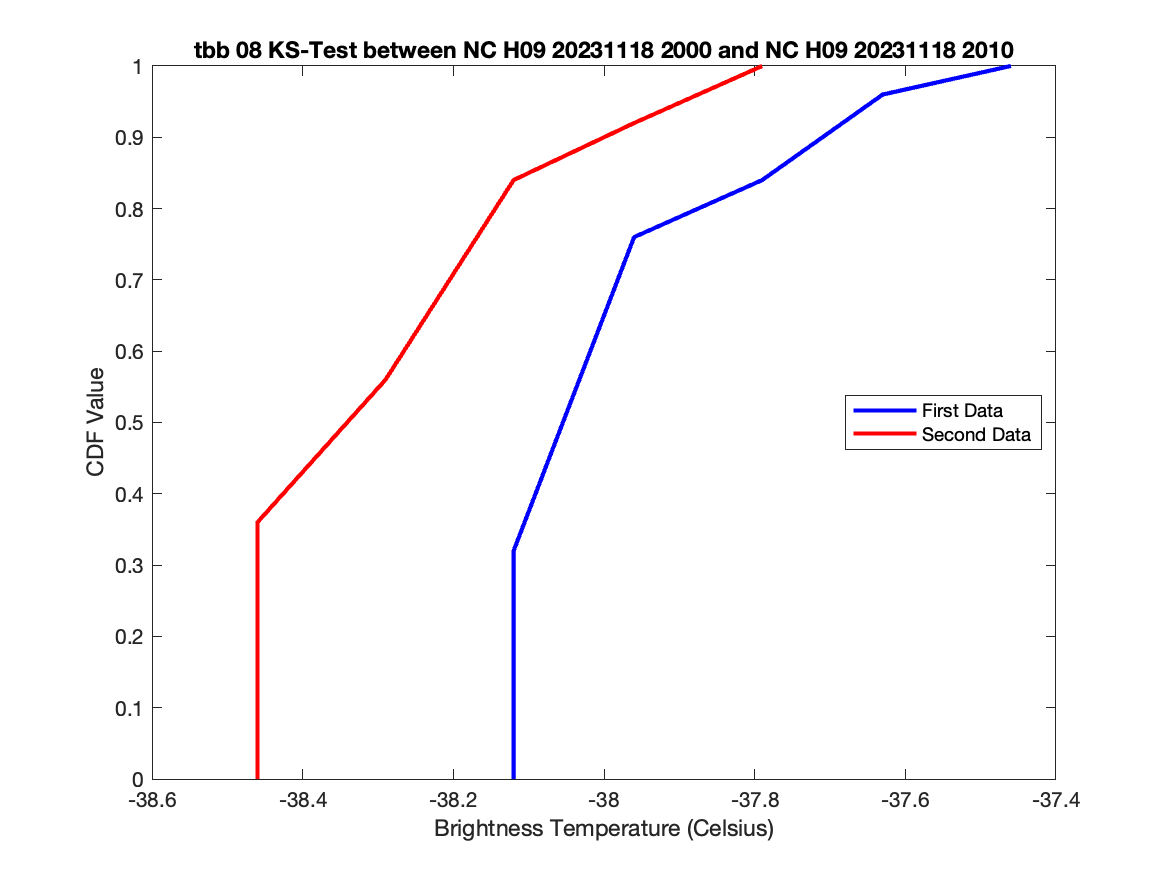 tbb 08 KS-Test between NC H09 20231118 2000 and NC H09 20231118 2010
1
0.9
0.8
0.7
0.6
0.5
0.4
0.3
0.2
0.1
0
CDF Value
First Data
Second Data
-38.6 -38.4 -38.2 -38 -37.8 -37.6 -37.4
Brightness Temperature (Celsius)